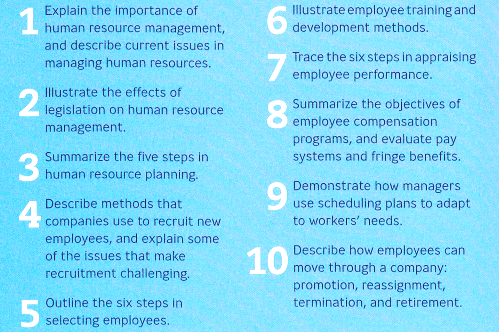 1 Explain the importance of
human resource management,
and describe current issues in
managing human resources.
2 Illustrate the effects of
legislation on human resource
management.
3 Summarize the five steps in
human resource planning.
4 Describe methods that
companies use to recruit new
employees, and explain some
of the issues that make
recruitment challenging.
5 Outline the six steps in
selecting employees.
6 Illustrate employee training and
development methods.
7 Trace the six steps in appraising
employee performance.
8 Summarize the objectives of
employee compensation
programs, and evaluate pay
systems and fringe benefits.
9 Demonstrate how managers
use scheduling plans to adapt
to workers' needs.
10 Describe how employees can
move through a company:
promotion, reassignment,
termination, and retirement.